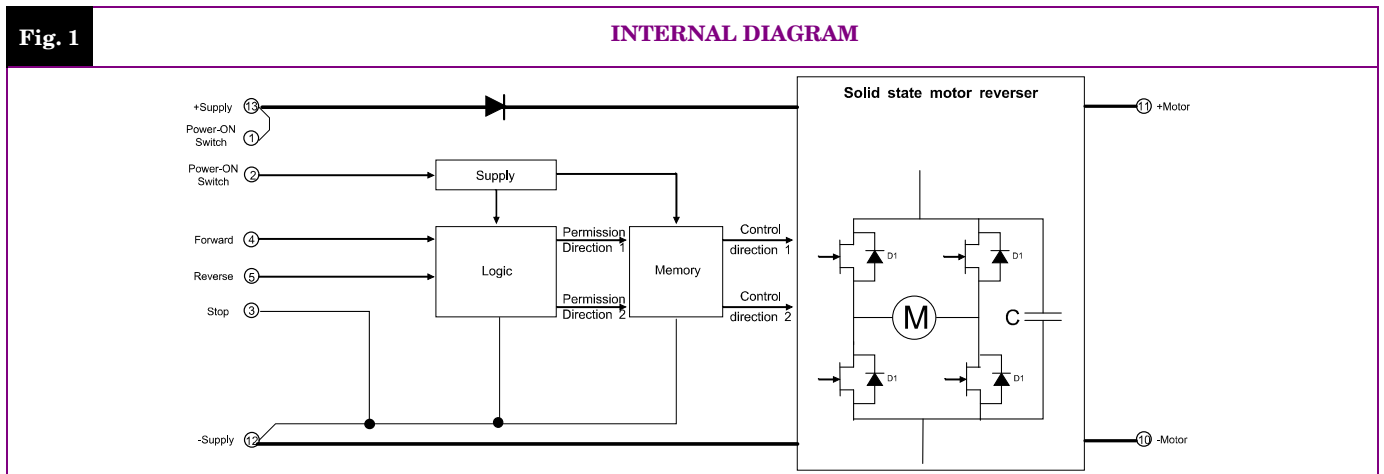 Fig. 1
INTERNAL DIAGRAM
Solid state motor reverser
+Supply 13
11 +Motor
Power-ON
Switch
1
Power-ON
Switch
2
Supply
Forward 4
Permission
Direction 1
Control
direction 1
D1
D1
Reverse 5
Logic
Memory
Stop 3
Permission
Direction 2
Control
direction 2
M
C
D1
D1
-Supply 12
10 -Motor